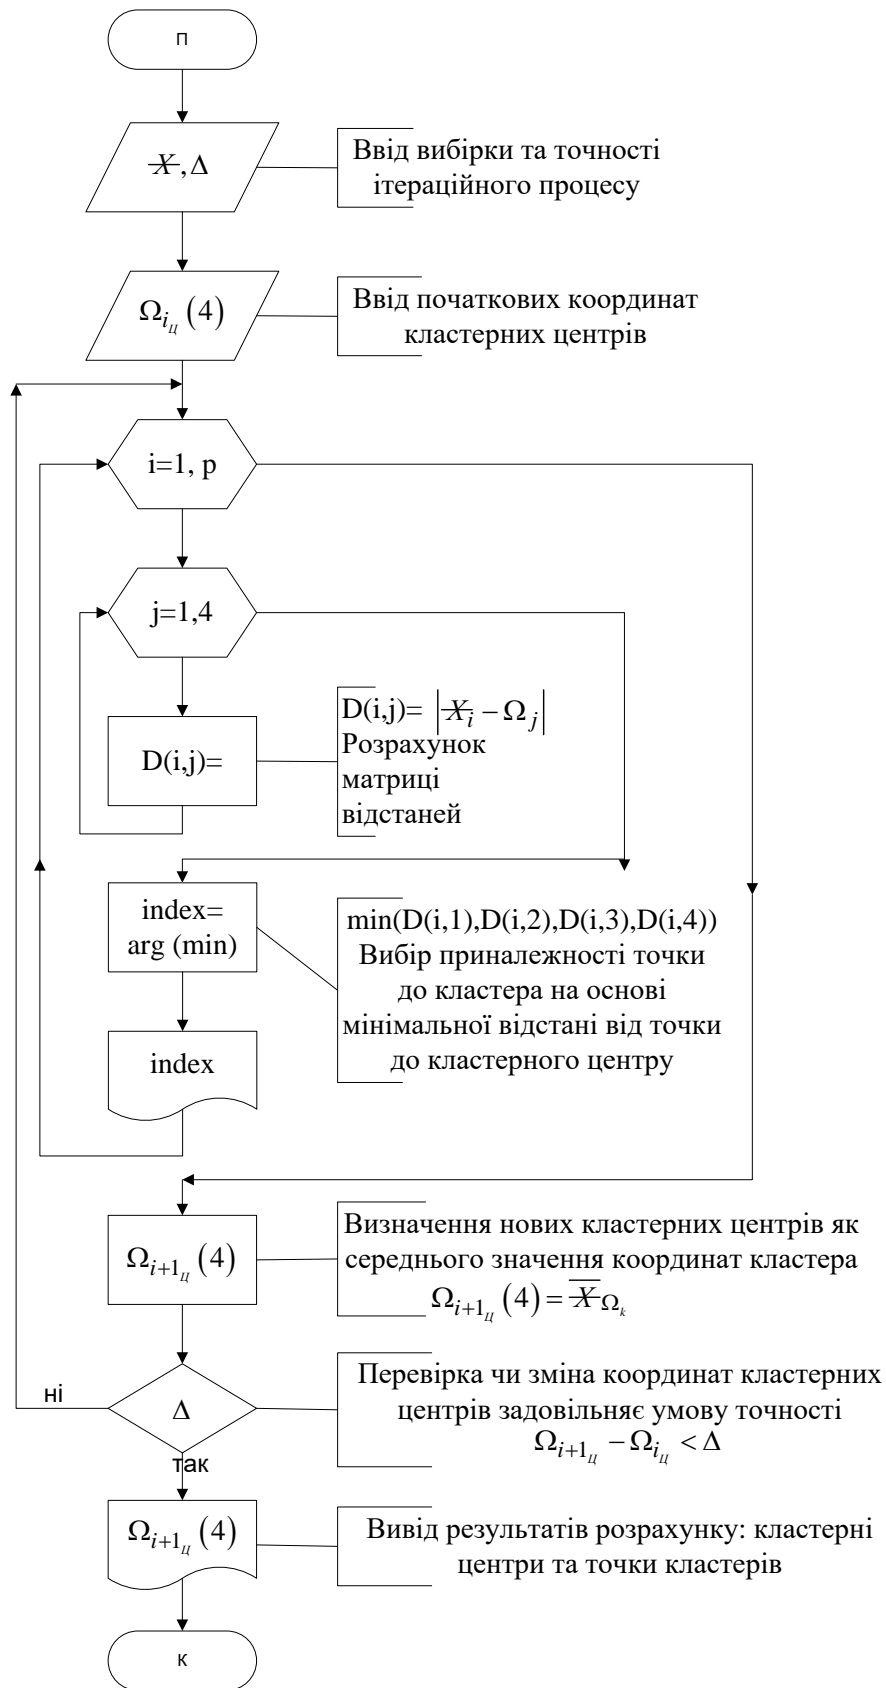 п
X, Δ
Ввід вибірки та точності
ітераційного процесу
Ω_{i_Ц}(4)
Ввід початкових координат
кластерних центрів
i=1, p
j=1,4
D(i,j)= |X_i − Ω_j|
Розрахунок
матриці
відстаней
D(i,j)=
index=
arg (min)
min(D(i,1),D(i,2),D(i,3),D(i,4))
Вибір приналежності точки
до кластера на основі
мінімальної відстані від точки
до кластерного центру
index
Ω_{i+1_Ц}(4)
Визначення нових кластерних центрів як
середнього значення координат кластера
Ω_{i+1_Ц}(4) = X̅_{Ω_k}
ні
Δ
Перевірка чи зміна координат кластерних
центрів задовільняє умову точності
Ω_{i+1_Ц} − Ω_{i_Ц} < Δ
так
Ω_{i+1_Ц}(4)
Вивід результатів розрахунку: кластерні
центри та точки кластерів
к